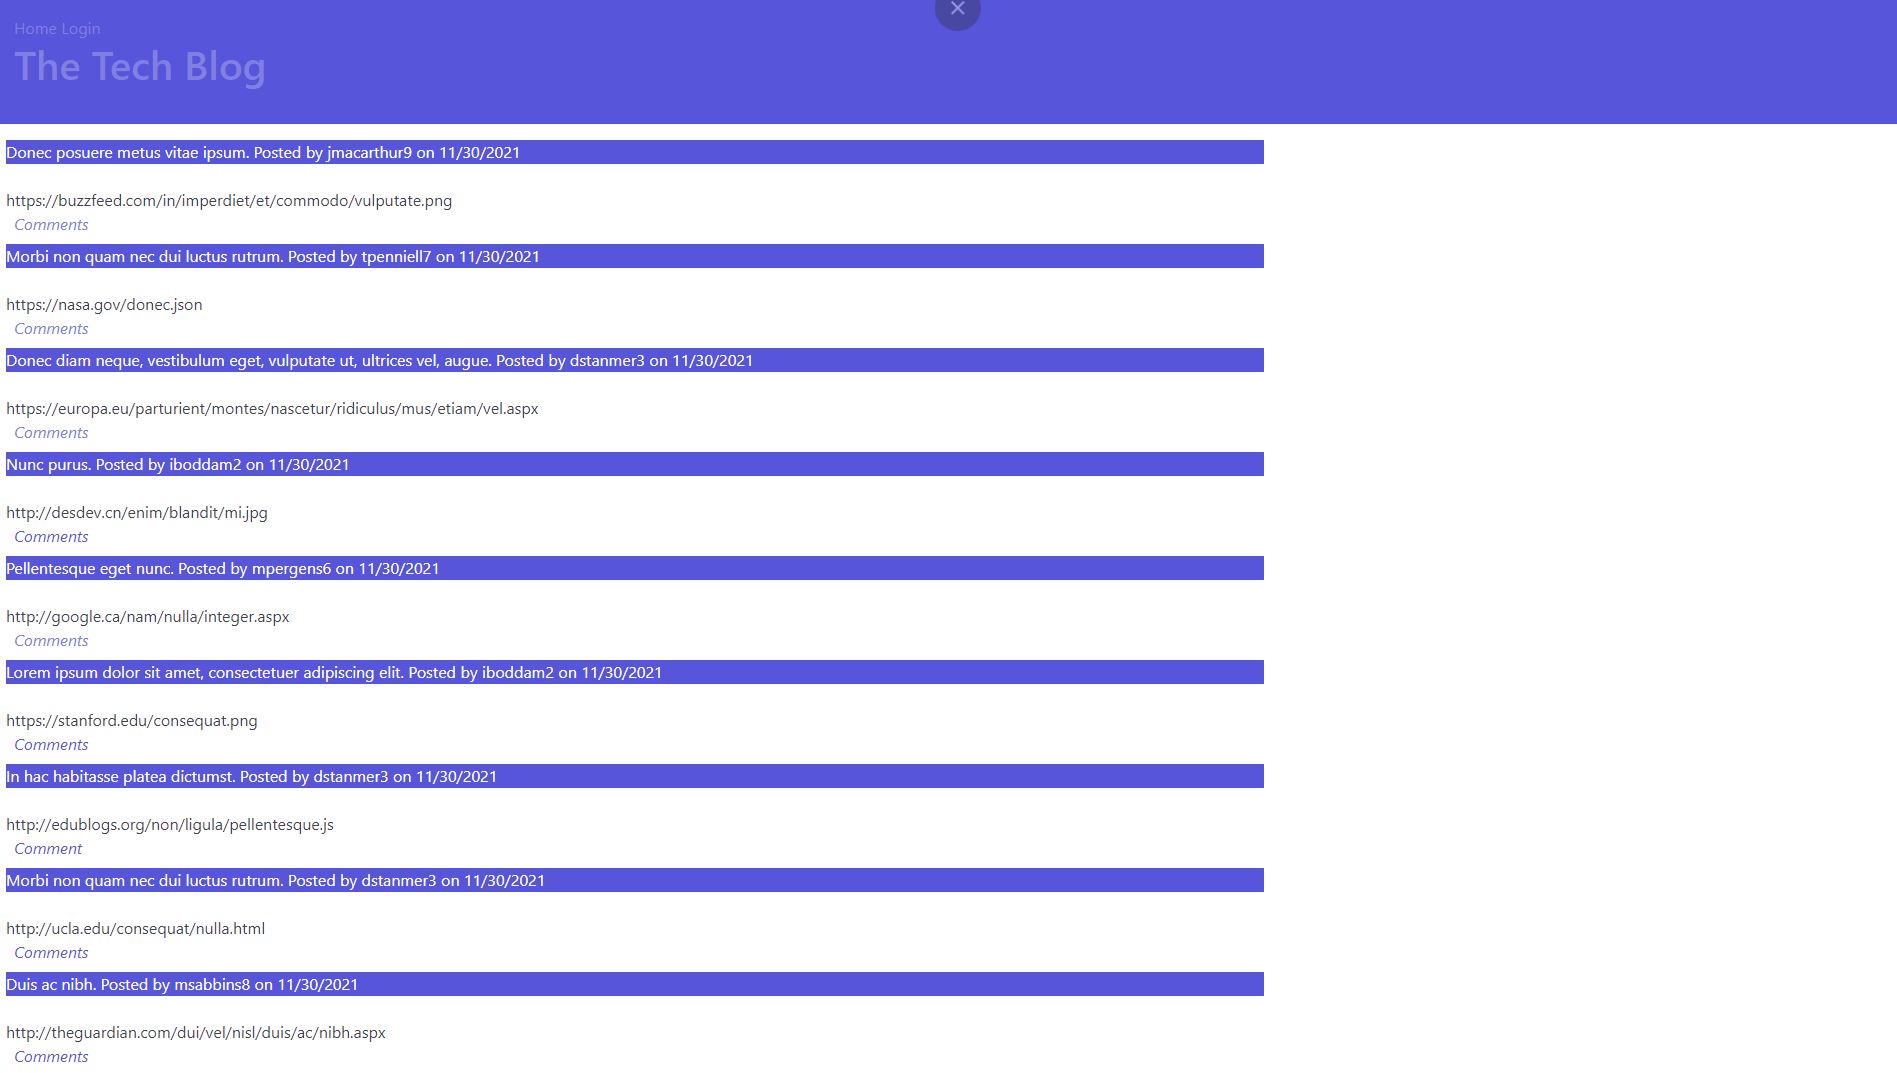 Home Login
The Tech Blog
Donec posuere metus vitae ipsum. Posted by jmacarthur9 on 11/30/2021
https://buzzfeed.com/in/imperdiet/et/commodo/vulputate.png
Comments
Morbi non quam nec dui luctus rutrum. Posted by tpenniell7 on 11/30/2021
https://nasa.gov/donec.json
Comments
Donec diam neque, vestibulum eget, vulputate ut, ultrices vel, augue. Posted by dstanmer3 on 11/30/2021
https://europa.eu/parturient/montes/nascetur/ridiculus/mus/etiam/vel.aspx
Comments
Nunc purus. Posted by iboddam2 on 11/30/2021
http://desdev.cn/enim/blandit/mi.jpg
Comments
Pellentesque eget nunc. Posted by mpergens6 on 11/30/2021
http://google.ca/nam/nulla/integer.aspx
Comments
Lorem ipsum dolor sit amet, consectetuer adipiscing elit. Posted by iboddam2 on 11/30/2021
https://stanford.edu/consequat.png
Comments
In hac habitasse platea dictumst. Posted by dstanmer3 on 11/30/2021
http://edublogs.org/non/ligula/pellentesque.js
Comment
Morbi non quam nec dui luctus rutrum. Posted by dstanmer3 on 11/30/2021
http://ucla.edu/consequat/nulla.html
Comments
Duis ac nibh. Posted by msabbins8 on 11/30/2021
http://theguardian.com/dui/vel/nisl/duis/ac/nibh.aspx
Comments